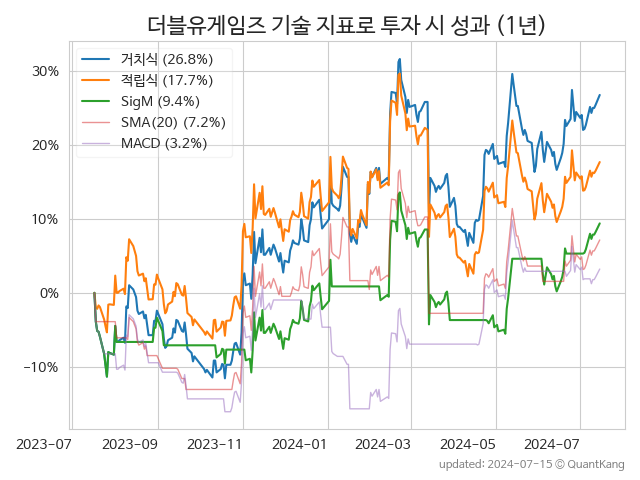 더블유게임즈 기술 지표로 투자 시 성과 (1년)
거치식 (26.8%)
적립식 (17.7%)
SigM (9.4%)
SMA(20) (7.2%)
MACD (3.2%)
30%
20%
10%
0%
−10%
2023−07 2023−09 2023−11 2024−01 2024−03 2024−05 2024−07
updated: 2024−07−15 ⓒ QuantKang